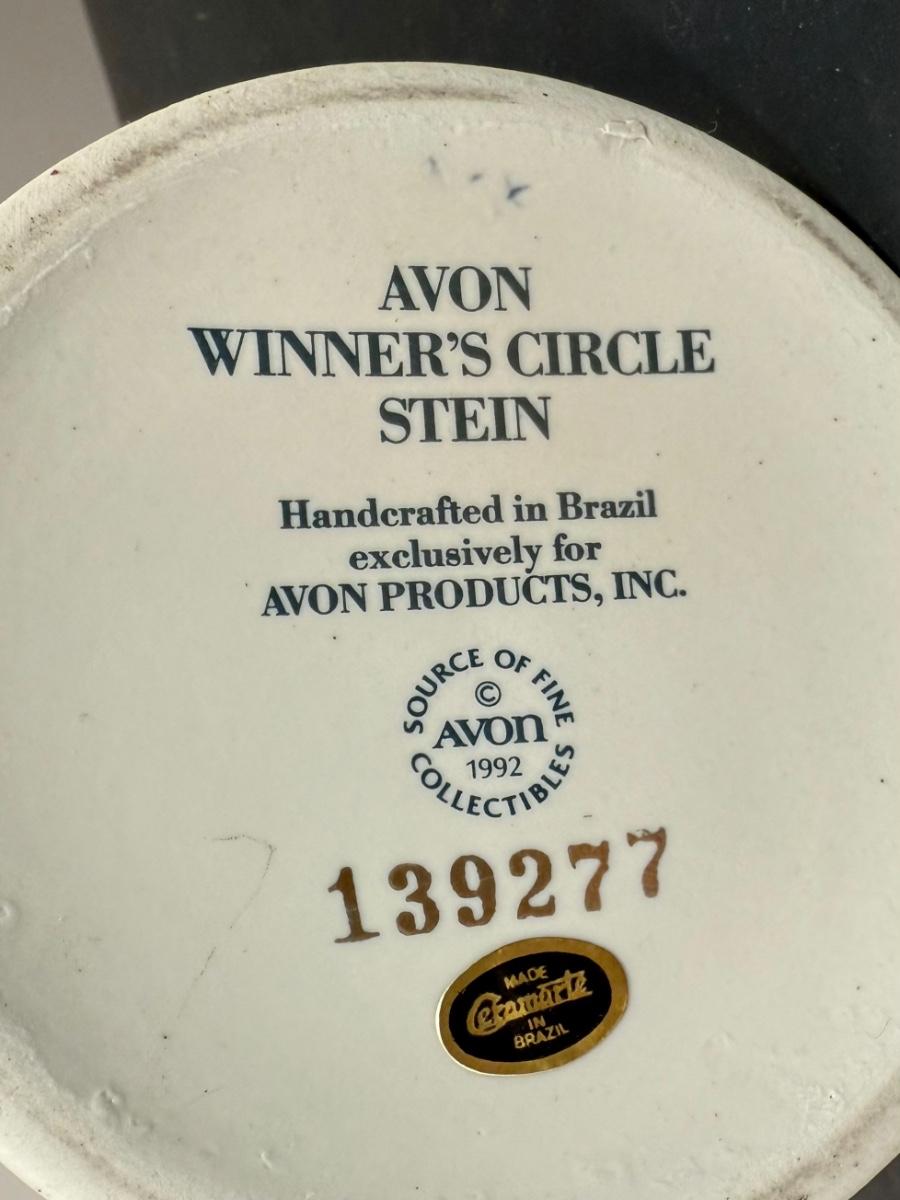 AVON
WINNER'S CIRCLE
STEIN
Handcrafted in Brazil
exclusively for
AVON PRODUCTS, INC.
SOURCE OF FINE
©
AVON
1992
COLLECTIBLES
139277
MADE
Ceramarte
IN
BRAZIL